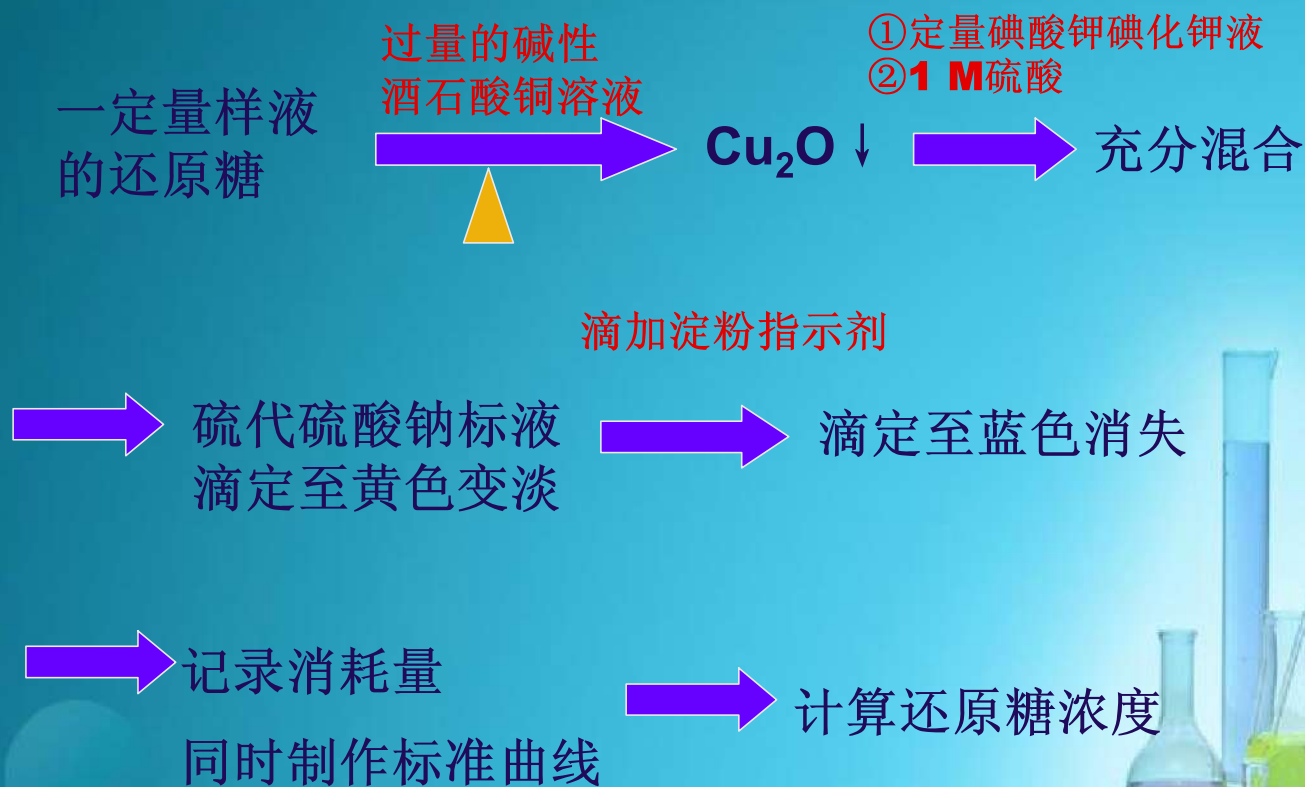 过量的碱性
酒石酸铜溶液
①定量碘酸钾碘化钾液
②1 M硫酸
一定量样液
的还原糖
Cu₂O↓
充分混合
滴加淀粉指示剂
硫代硫酸钠标液
滴定至黄色变淡
滴定至蓝色消失
记录消耗量
同时制作标准曲线
计算还原糖浓度